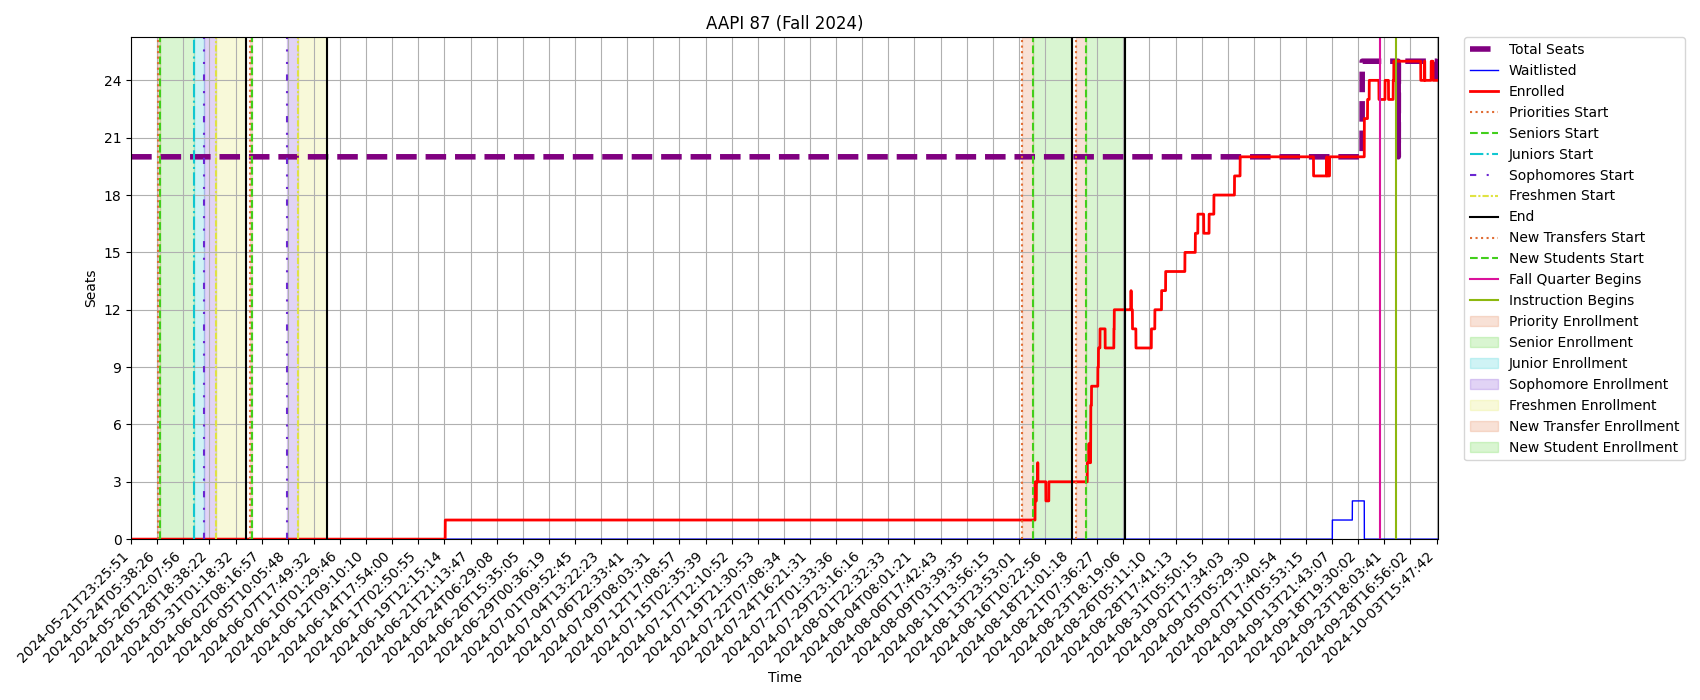 AAPI 87 (Fall 2024)
Seats
24
21
18
15
12
9
6
3
0
2024-05-21T23:25:51
2024-05-24T05:38:26
2024-05-26T12:07:56
2024-05-28T18:38:22
2024-05-31T01:18:32
2024-06-02T08:16:57
2024-06-05T10:05:48
2024-06-07T17:49:32
2024-06-10T01:29:46
2024-06-12T09:10:10
2024-06-14T17:54:00
2024-06-17T02:50:55
2024-06-19T12:15:14
2024-06-21T21:13:47
2024-06-24T06:29:08
2024-06-26T15:35:05
2024-06-29T00:36:19
2024-07-01T09:52:45
2024-07-04T13:22:23
2024-07-06T22:33:41
2024-07-09T08:03:31
2024-07-12T17:08:57
2024-07-15T02:35:39
2024-07-17T12:10:52
2024-07-19T21:30:53
2024-07-22T07:08:34
2024-07-24T16:21:31
2024-07-27T01:33:36
2024-07-29T23:16:19
2024-08-01T22:32:33
2024-08-04T08:01:21
2024-08-06T17:42:43
2024-08-09T03:39:35
2024-08-11T13:56:15
2024-08-13T23:53:01
2024-08-16T10:22:56
2024-08-18T21:01:18
2024-08-21T07:36:27
2024-08-23T18:19:06
2024-08-26T05:11:10
2024-08-28T17:41:13
2024-08-31T05:50:15
2024-09-02T17:34:03
2024-09-05T05:29:30
2024-09-07T17:40:54
2024-09-10T05:53:15
2024-09-13T21:43:07
2024-09-18T19:30:02
2024-09-23T18:03:41
2024-09-28T16:56:02
2024-10-03T15:47:42
Time
Total Seats
Waitlisted
Enrolled
Priorities Start
Seniors Start
Juniors Start
Sophomores Start
Freshmen Start
End
New Transfers Start
New Students Start
Fall Quarter Begins
Instruction Begins
Priority Enrollment
Senior Enrollment
Junior Enrollment
Sophomore Enrollment
Freshmen Enrollment
New Transfer Enrollment
New Student Enrollment